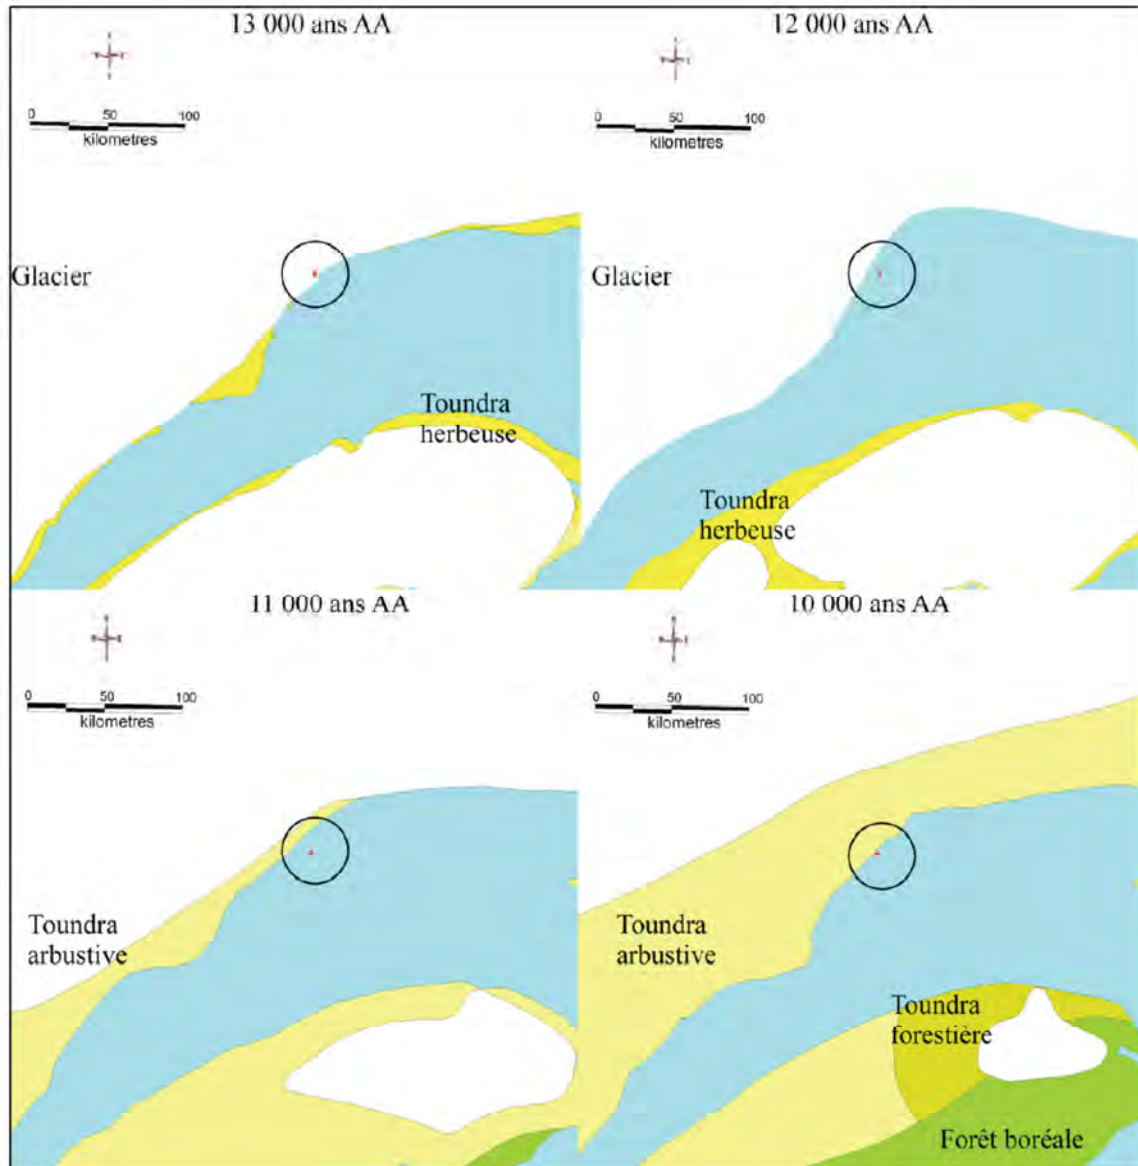 13 000 ans AA
12 000 ans AA
0 50 100
kilometres
0 50 100
kilometres
Glacier
Glacier
Toundra
herbeuse
Toundra
herbeuse
11 000 ans AA
10 000 ans AA
0 50 100
kilometres
0 50 100
kilometres
Toundra
arbustive
Toundra
arbustive
Toundra
forestière
Forêt boréale